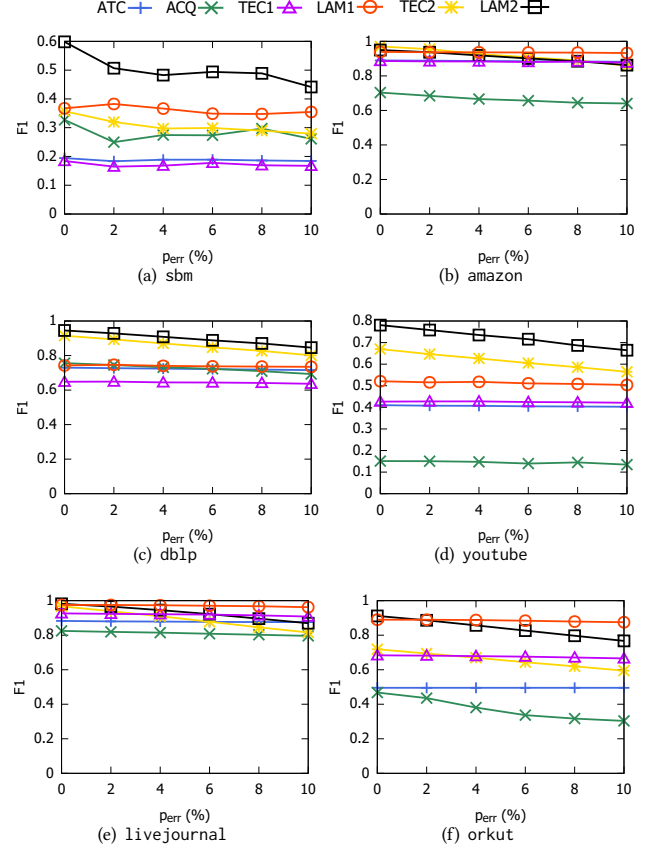 ATC ACQ TEC1 LAM1 TEC2 LAM2
0.6
0.5
0.4
0.3
0.2
0.1
0
F1
0 2 4 6 8 10
perr (%)
(a) sbm
1
0.8
0.6
0.4
0.2
0
F1
0 2 4 6 8 10
perr (%)
(b) amazon
1
0.8
0.6
0.4
0.2
0
F1
0 2 4 6 8 10
perr (%)
(c) dblp
0.8
0.7
0.6
0.5
0.4
0.3
0.2
0.1
0
F1
0 2 4 6 8 10
perr (%)
(d) youtube
1
0.8
0.6
0.4
0.2
0
F1
0 2 4 6 8 10
perr (%)
(e) livejournal
1
0.8
0.6
0.4
0.2
0
F1
0 2 4 6 8 10
perr (%)
(f) orkut